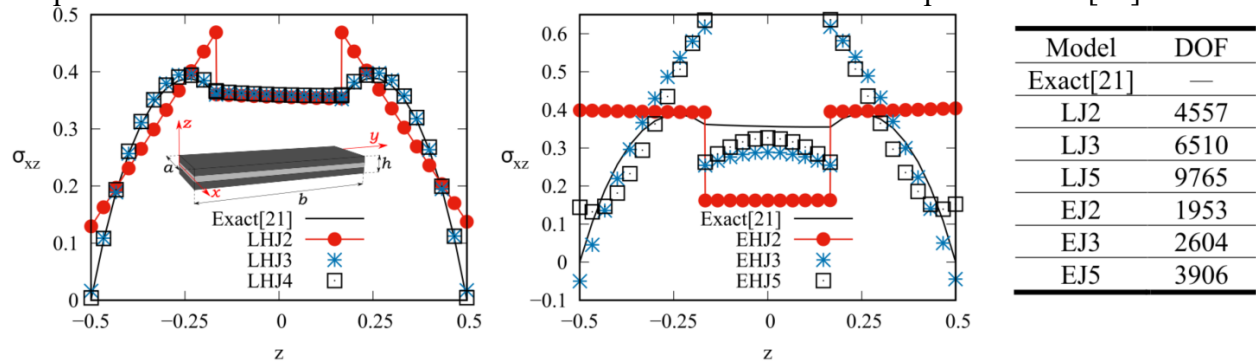 0.5
0.4
0.3
0.2
0.1
0
σxz
z
y
a
x
b
h
Exact[21]
LHJ2
LHJ3
LHJ4
−0.5 −0.25 0 0.25 0.5
z
0.6
0.5
0.4
0.3
0.2
0.1
0
−0.1
σxz
Exact[21]
EHJ2
EHJ3
EHJ5
−0.5 −0.25 0 0.25 0.5
z
Model DOF
Exact[21] —
LJ2 4557
LJ3 6510
LJ5 9765
EJ2 1953
EJ3 2604
EJ5 3906